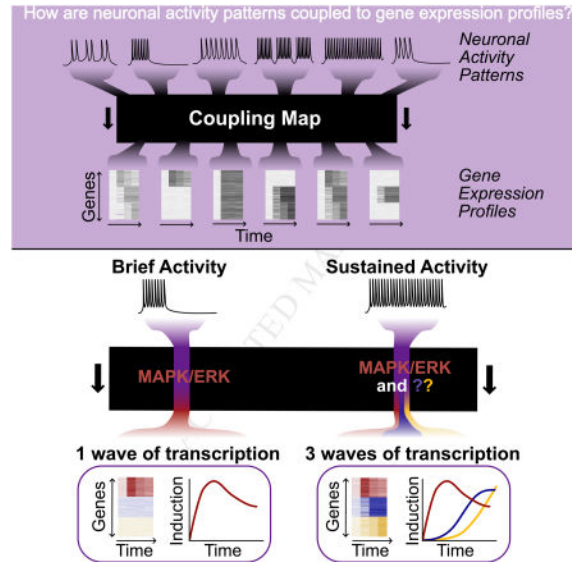 How are neuronal activity patterns coupled to gene expression profiles?
Neuronal
Activity
Patterns
Coupling Map
Genes
Gene
Expression
Profiles
Time
Brief Activity
Sustained Activity
MAPK/ERK
MAPK/ERK
and ??
1 wave of transcription
3 waves of transcription
Genes
Induction
Time
Time
Genes
Induction
Time
Time